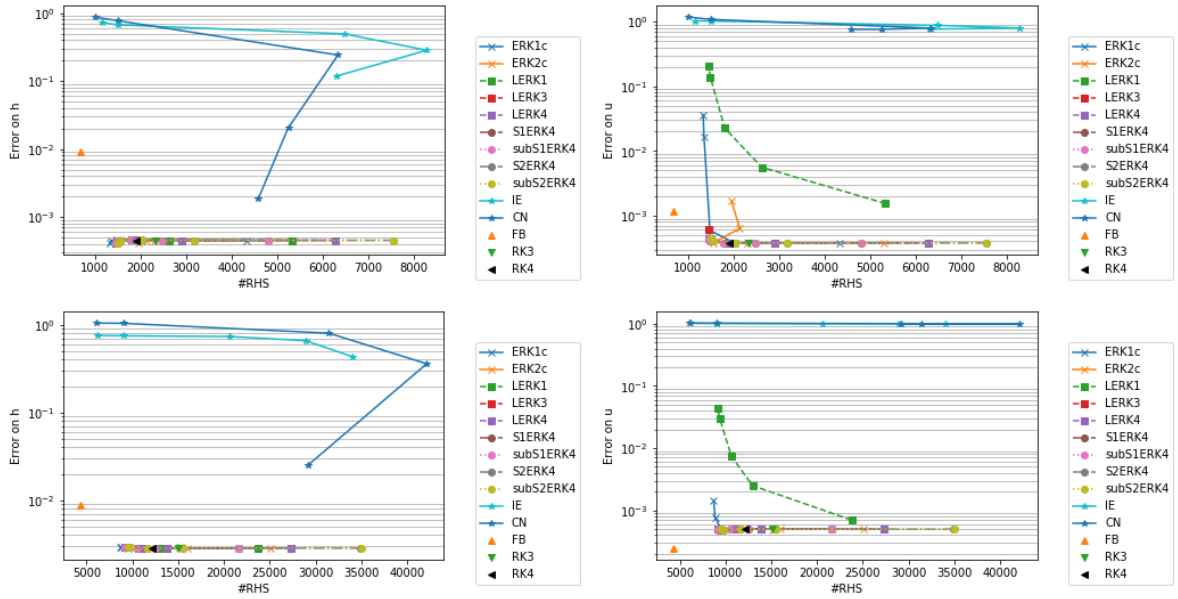 10⁰
10⁻¹
10⁻²
10⁻³
Error on h
1000 2000 3000 4000 5000 6000 7000 8000
#RHS
ERK1c
ERK2c
LERK1
LERK3
LERK4
S1ERK4
subS1ERK4
S2ERK4
subS2ERK4
IE
CN
FB
RK3
RK4
10⁰
10⁻¹
10⁻²
10⁻³
Error on u
1000 2000 3000 4000 5000 6000 7000 8000
#RHS
ERK1c
ERK2c
LERK1
LERK3
LERK4
S1ERK4
subS1ERK4
S2ERK4
subS2ERK4
IE
CN
FB
RK3
RK4
10⁰
10⁻¹
10⁻²
Error on h
5000 10000 15000 20000 25000 30000 35000 40000
#RHS
ERK1c
ERK2c
LERK1
LERK3
LERK4
S1ERK4
subS1ERK4
S2ERK4
subS2ERK4
IE
CN
FB
RK3
RK4
10⁰
10⁻¹
10⁻²
10⁻³
Error on u
5000 10000 15000 20000 25000 30000 35000 40000
#RHS
ERK1c
ERK2c
LERK1
LERK3
LERK4
S1ERK4
subS1ERK4
S2ERK4
subS2ERK4
IE
CN
FB
RK3
RK4